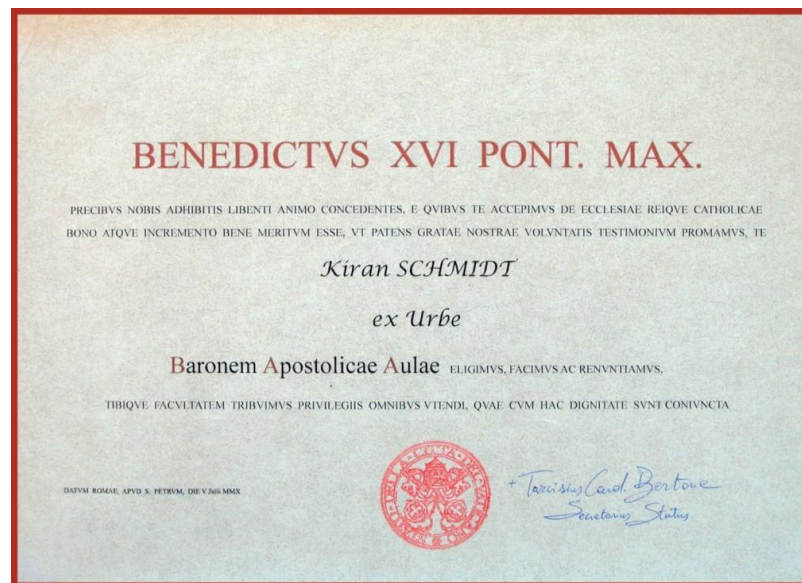 BENEDICTVS XVI PONT. MAX.
PRECIBVS NOBIS ADHIBITIS LIBENTI ANIMO CONCEDENTES, E QVIBVS TE ACCEPIMVS DE ECCLESIAE REIQVE CATHOLICAE
BONO ATQVE INCREMENTO BENE MERITVM ESSE, VT PATENS GRATAE NOSTRAE VOLVNTATIS TESTIMONIVM PROMAMVS, TE
Kiran SCHMIDT
ex Urbe
Baronem Apostolicae Aulae ELIGIMVS, FACIMVS AC RENVNTIAMVS,
TIBIQVE FACVLTATEM TRIBVIMVS PRIVILEGIIS OMNIBVS VTENDI, QVAE CVM HAC DIGNITATE SVNT CONIVNCTA
DATVM ROMAE, APVD S. PETRVM, DIE V Julii MMX
+ Tarcisius Card. Bertone
Secretarius Status